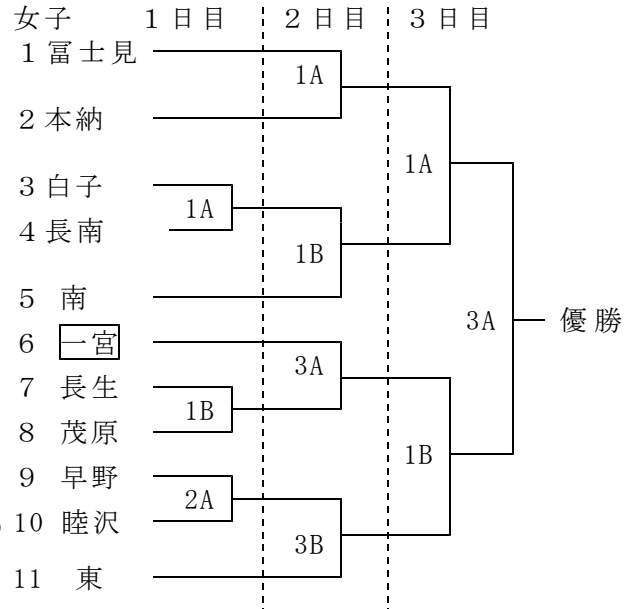 女子 １日目 ２日目 ３日目
１冨士見
1A
２本納
1A
３白子
1A
４長南
1B
５ 南
3A 優勝
６ 一宮
3A
７ 長生
1B
８ 茂原
1B
９ 早野
2A
10 睦沢
3B
11 東